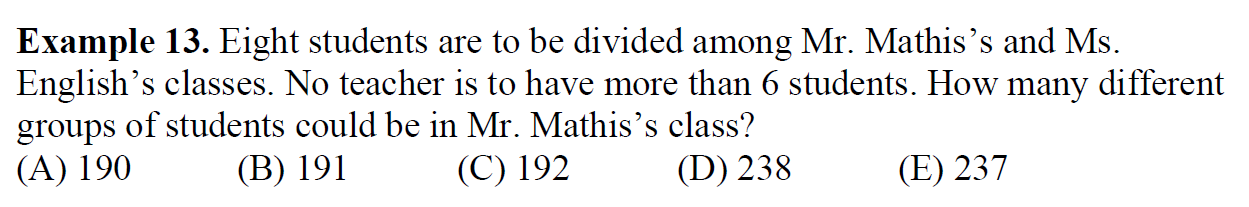 Example 13. Eight students are to be divided among Mr. Mathis’s and Ms.
English’s classes. No teacher is to have more than 6 students. How many different
groups of students could be in Mr. Mathis’s class?
(A) 190 (B) 191 (C) 192 (D) 238 (E) 237